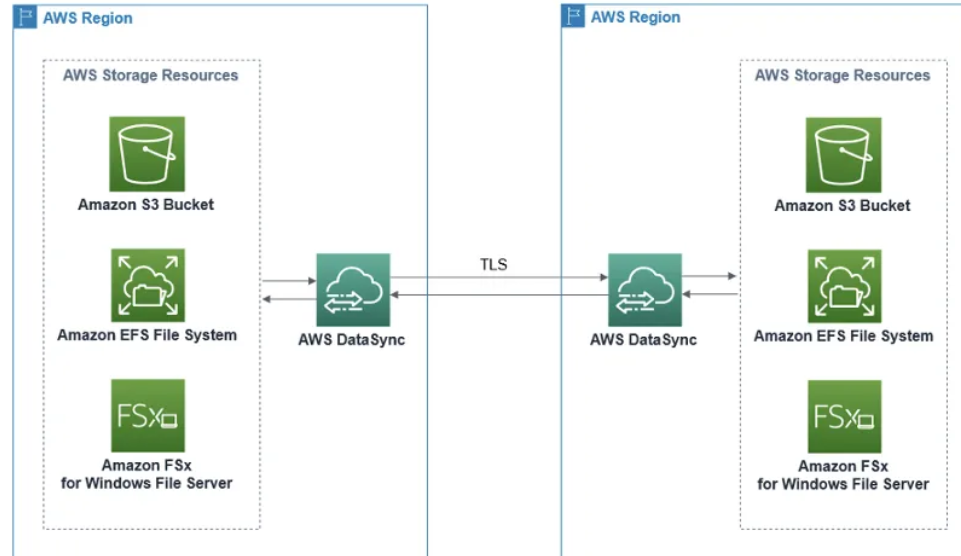 AWS Region
AWS Storage Resources
Amazon S3 Bucket
Amazon EFS File System
FSx
Amazon FSx
for Windows File Server
AWS DataSync
TLS
AWS Region
AWS DataSync
AWS Storage Resources
Amazon S3 Bucket
Amazon EFS File System
FSx
Amazon FSx
for Windows File Server